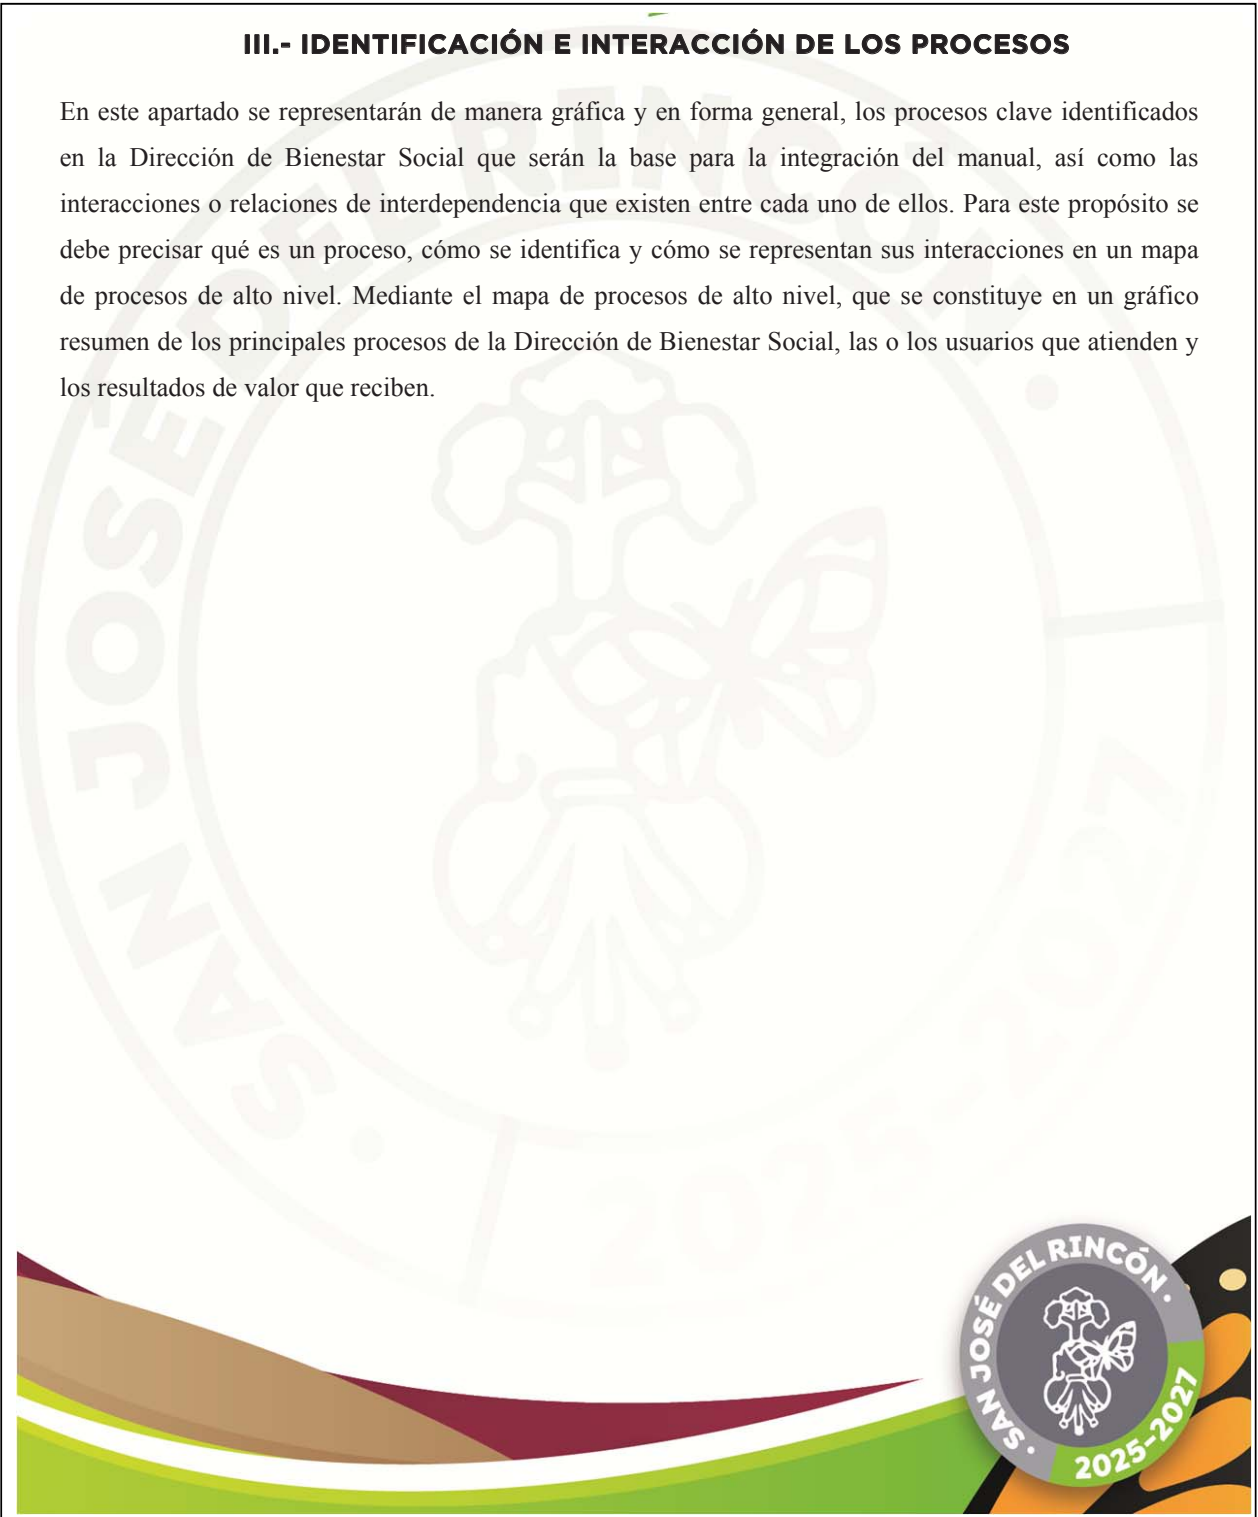 III.- IDENTIFICACIÓN E INTERACCIÓN DE LOS PROCESOS
En este apartado se representarán de manera gráfica y en forma general, los procesos clave identificados
en la Dirección de Bienestar Social que serán la base para la integración del manual, así como las
interacciones o relaciones de interdependencia que existen entre cada uno de ellos. Para este propósito se
debe precisar qué es un proceso, cómo se identifica y cómo se representan sus interacciones en un mapa
de procesos de alto nivel. Mediante el mapa de procesos de alto nivel, que se constituye en un gráfico
resumen de los principales procesos de la Dirección de Bienestar Social, las o los usuarios que atienden y
los resultados de valor que reciben.
· SAN JOSÉ DEL RINCÓN ·
2025-2027
· SAN JOSÉ DEL RINCÓN ·
2025-2027